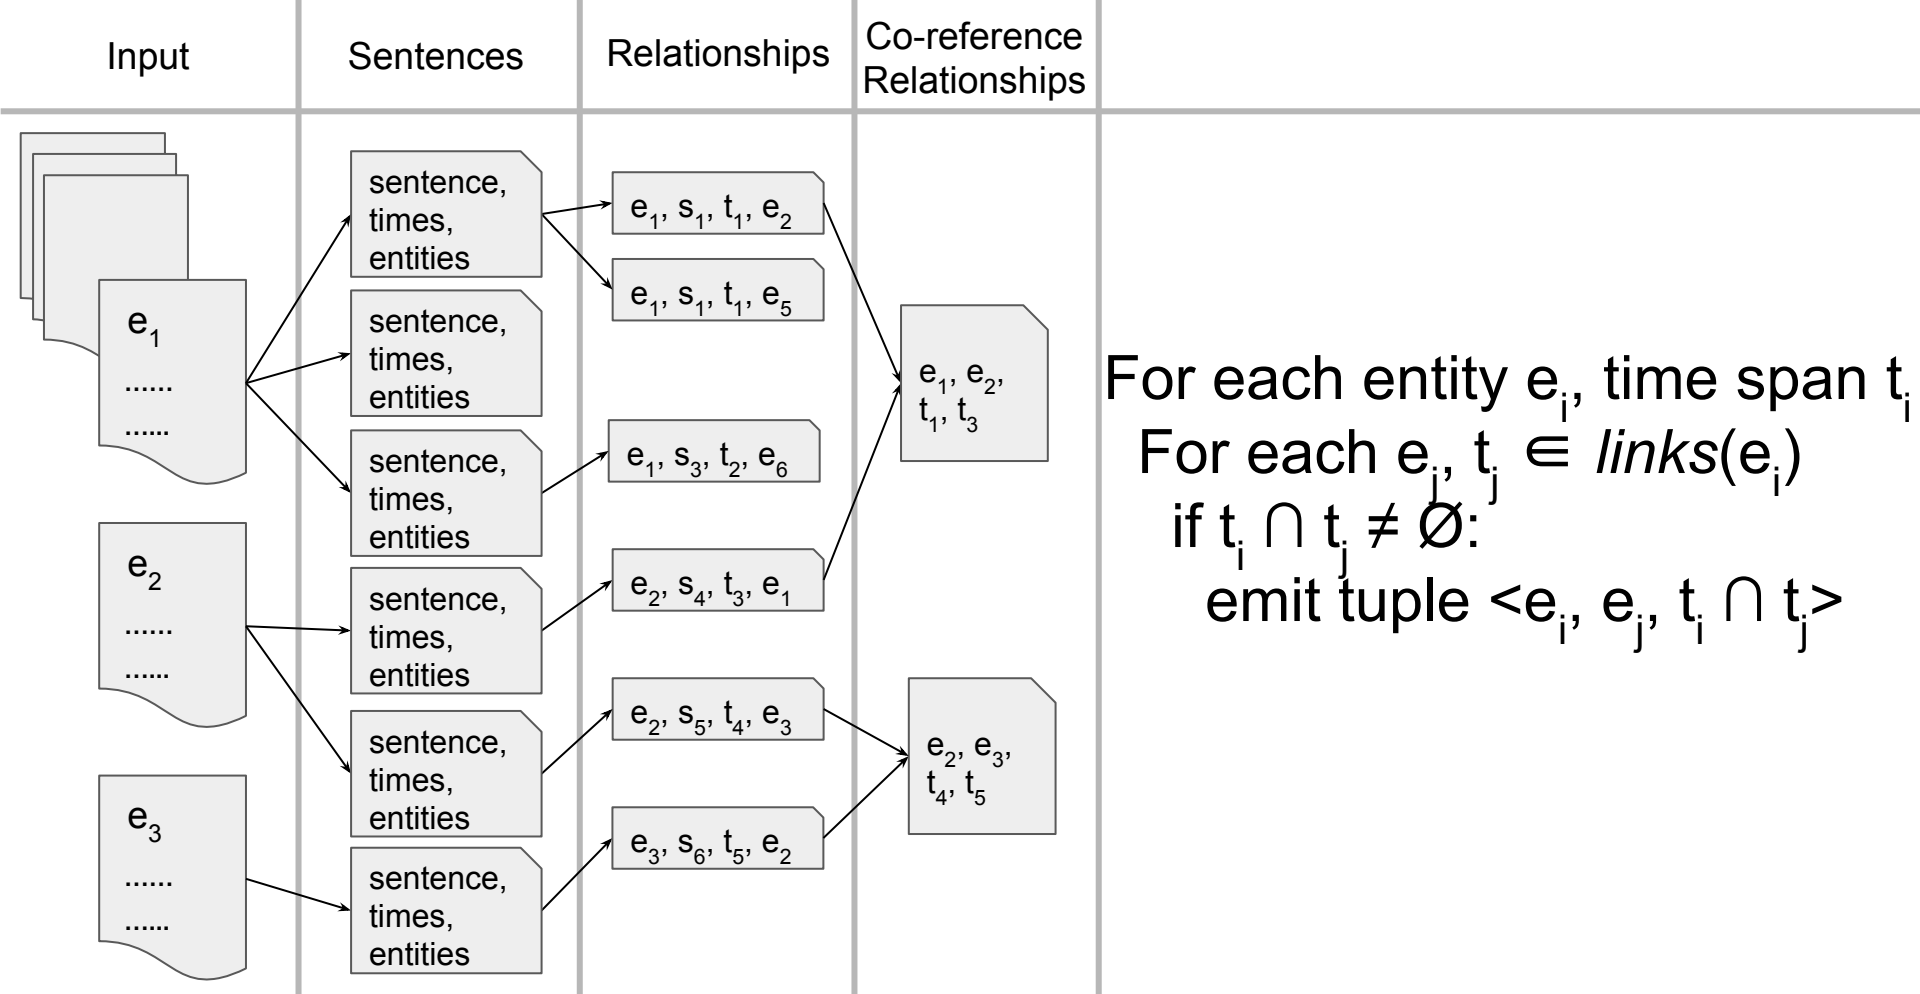 Input
Sentences
Relationships
Co-reference
Relationships
e₁
......
......
e₂
......
......
e₃
......
......
sentence,
times,
entities
sentence,
times,
entities
sentence,
times,
entities
sentence,
times,
entities
sentence,
times,
entities
sentence,
times,
entities
e₁, s₁, t₁, e₂
e₁, s₁, t₁, e₅
e₁, s₃, t₂, e₆
e₂, s₄, t₃, e₁
e₂, s₅, t₄, e₃
e₃, s₆, t₅, e₂
e₁, e₂,
t₁, t₃
e₂, e₃,
t₄, t₅
For each entity eᵢ, time span tᵢ
For each eⱼ, tⱼ ∈ links(eᵢ)
if tᵢ ∩ tⱼ ≠ Ø:
emit tuple <eᵢ, eⱼ, tᵢ ∩ tⱼ>